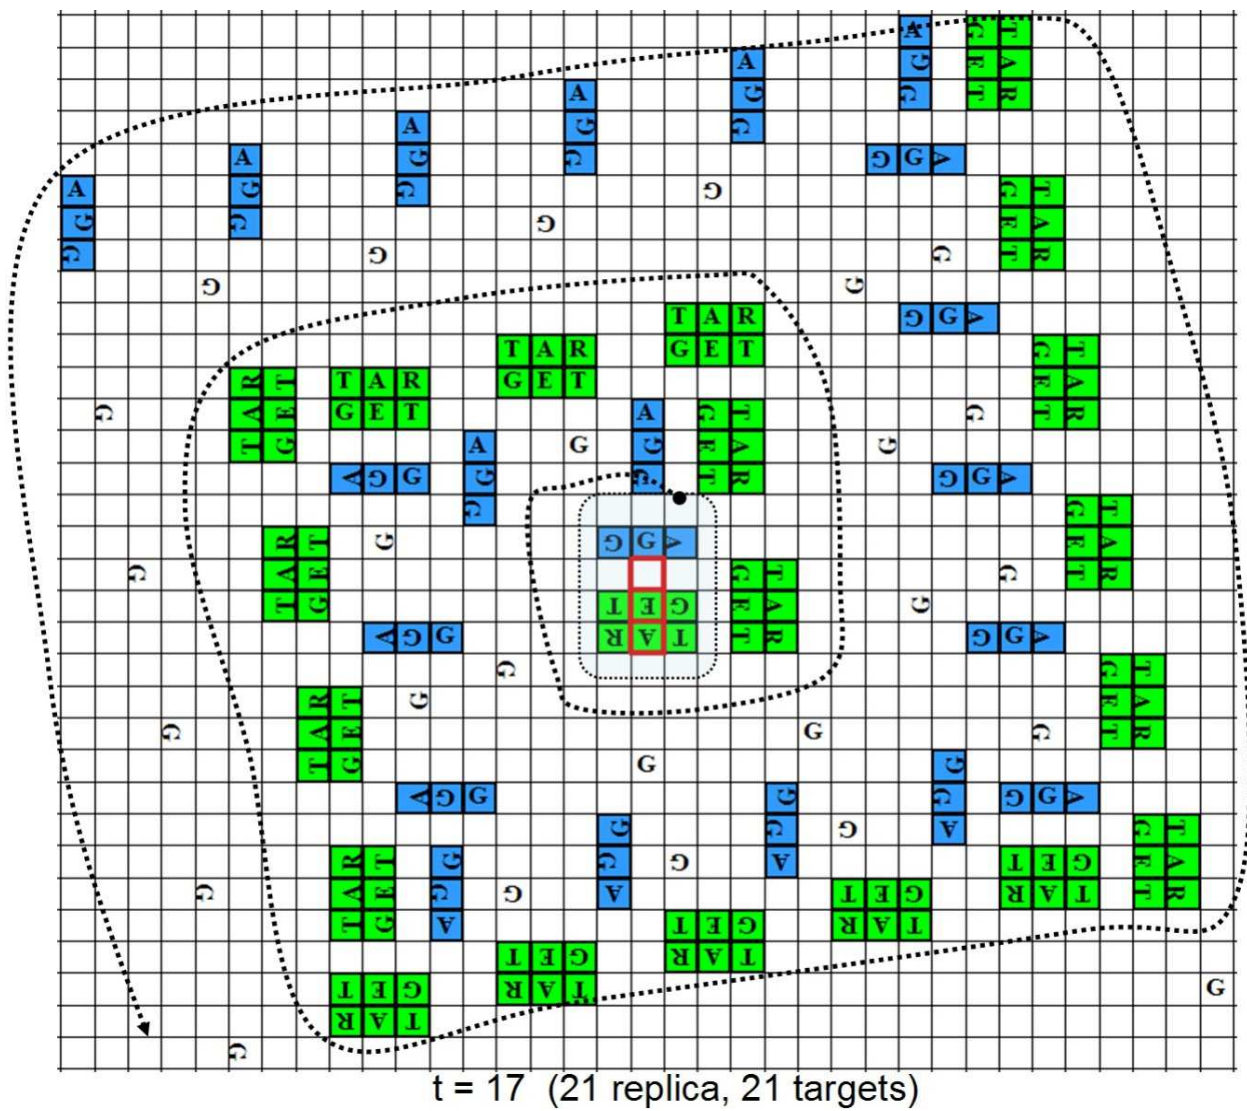 A G T
A G E A
A G G T R
A G G
A G G G G A
A G G G G T
G G G E A
G G G T R
G G
T A R G G A
T A R G E T G T
R T T A R G E T E A
G A E G E T A G T G T R
T G A G G E A G
A G G G G T R G G A
G G T
R T G G G A E A
G A E G T G T R
T G T E G E A G
A G G R A T T R G G A
G G T
R T G E A
G A E G G T R
T G G G
A G G G G G G A
G G G A G T
R T G G G A T E G E A
G A E G G A T E G R A T T R
T G A T E G R A T
T E G R A T
T E G R A T G
R A T
G
t = 17 (21 replica, 21 targets)